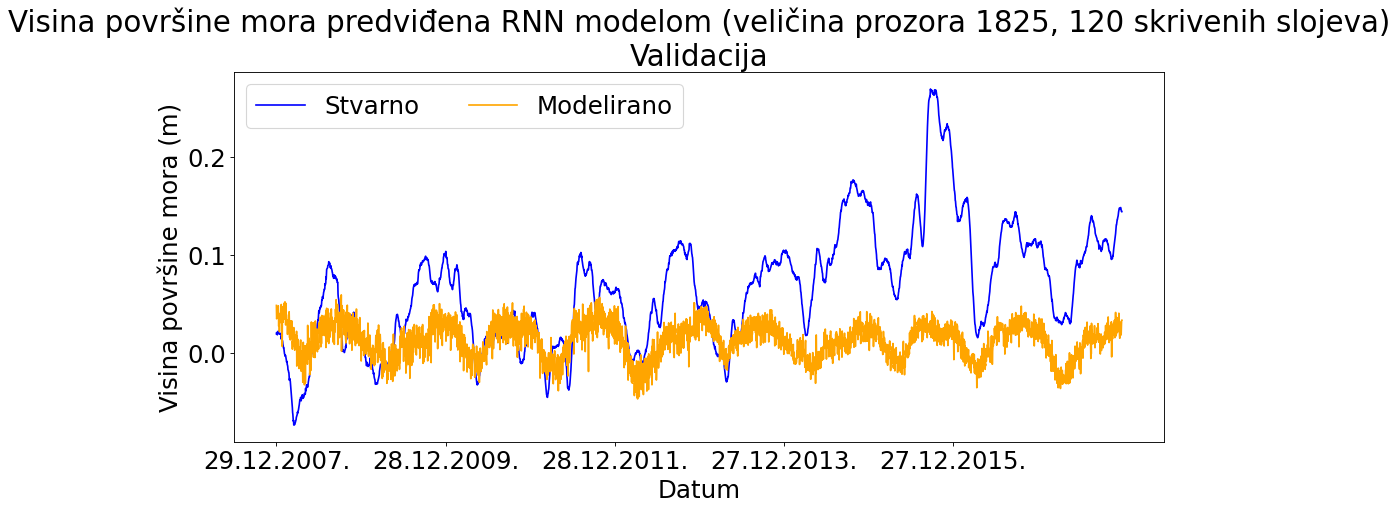 Visina površine mora predviđena RNN modelom (veličina prozora 1825, 120 skrivenih slojeva)
Validacija
Stvarno
Modelirano
Visina površine mora (m)
0.2
0.1
0.0
29.12.2007.
28.12.2009.
28.12.2011.
27.12.2013.
27.12.2015.
Datum